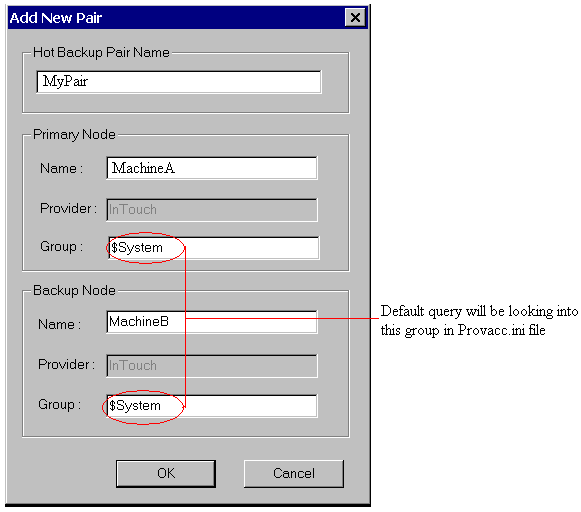 Add New Pair
Hot Backup Pair Name
MyPair
Primary Node
Name :
MachineA
Provider :
InTouch
Group :
$System
Backup Node
Name :
MachineB
Provider :
InTouch
Group :
$System
Default query will be looking into
this group in Provacc.ini file
OK
Cancel